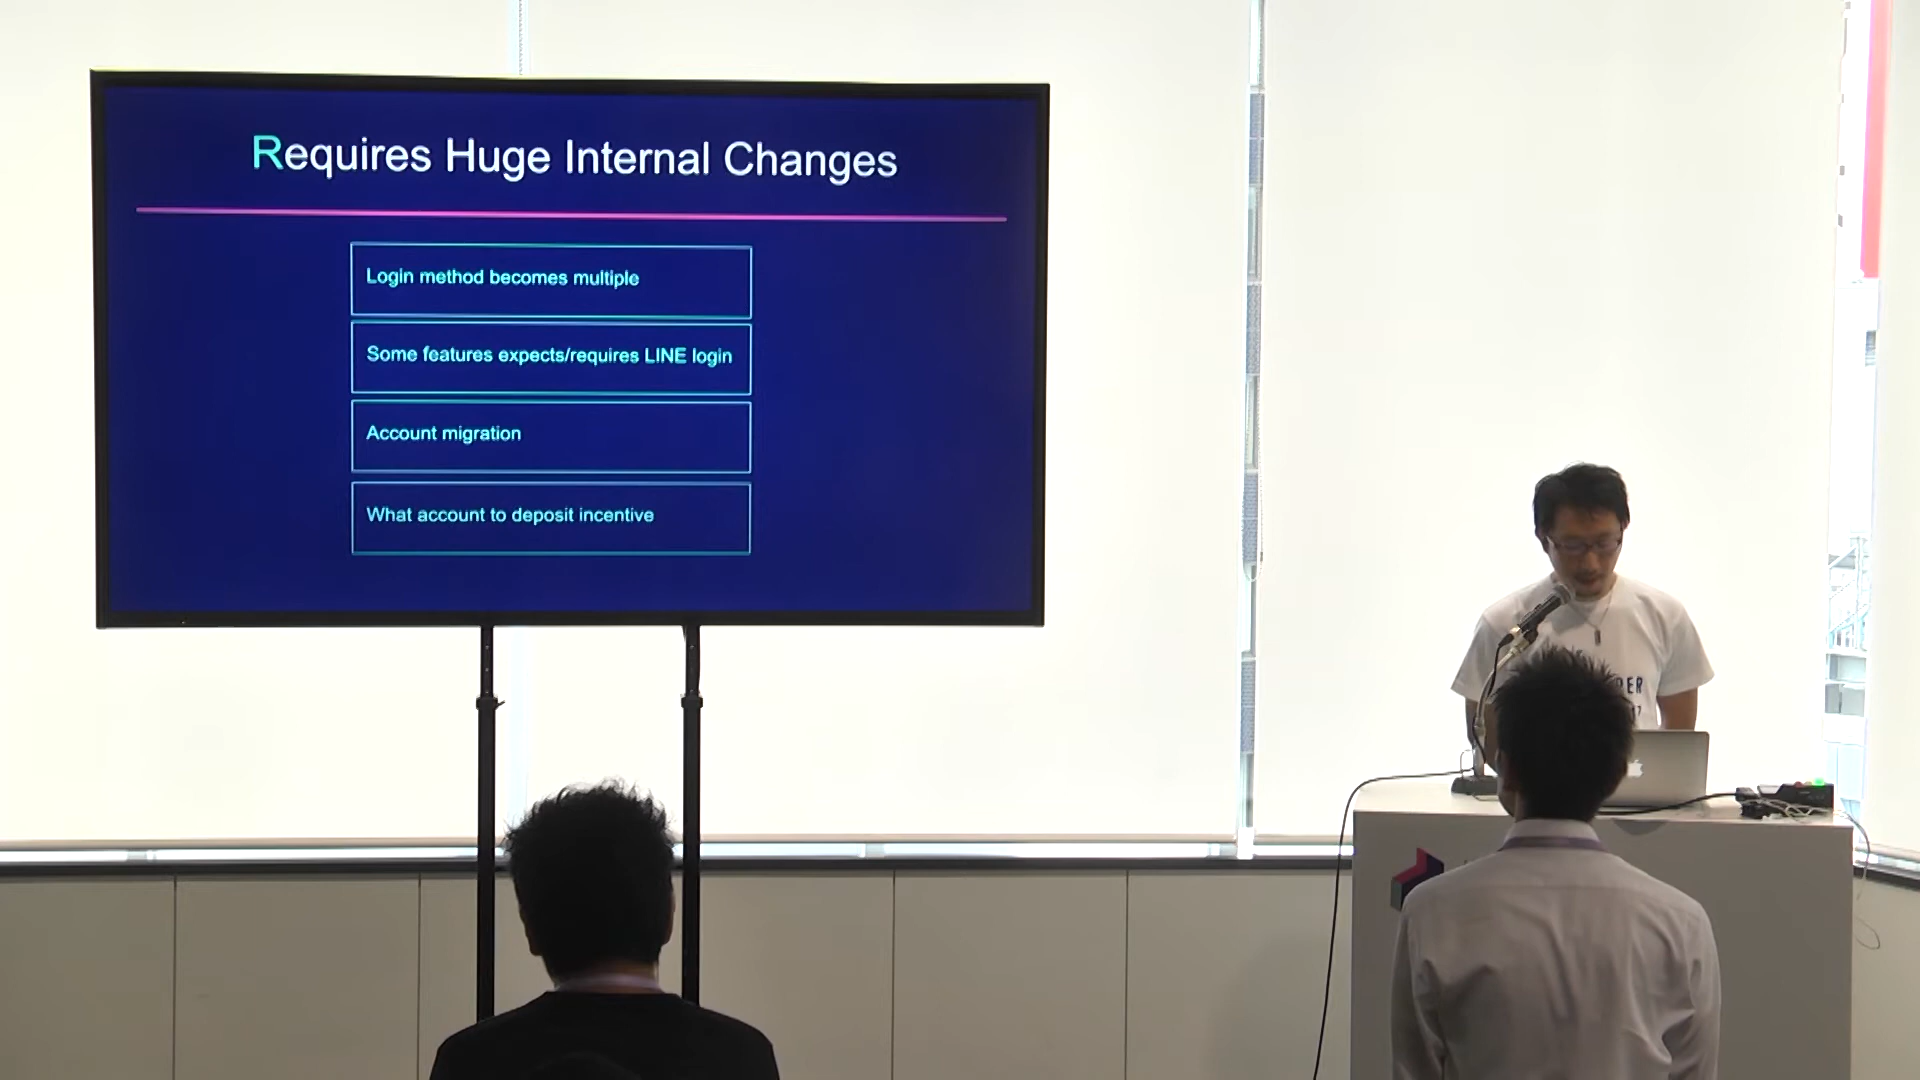 Requires Huge Internal Changes
Login method becomes multiple
Some features expects/requires LINE login
Account migration
What account to deposit incentive